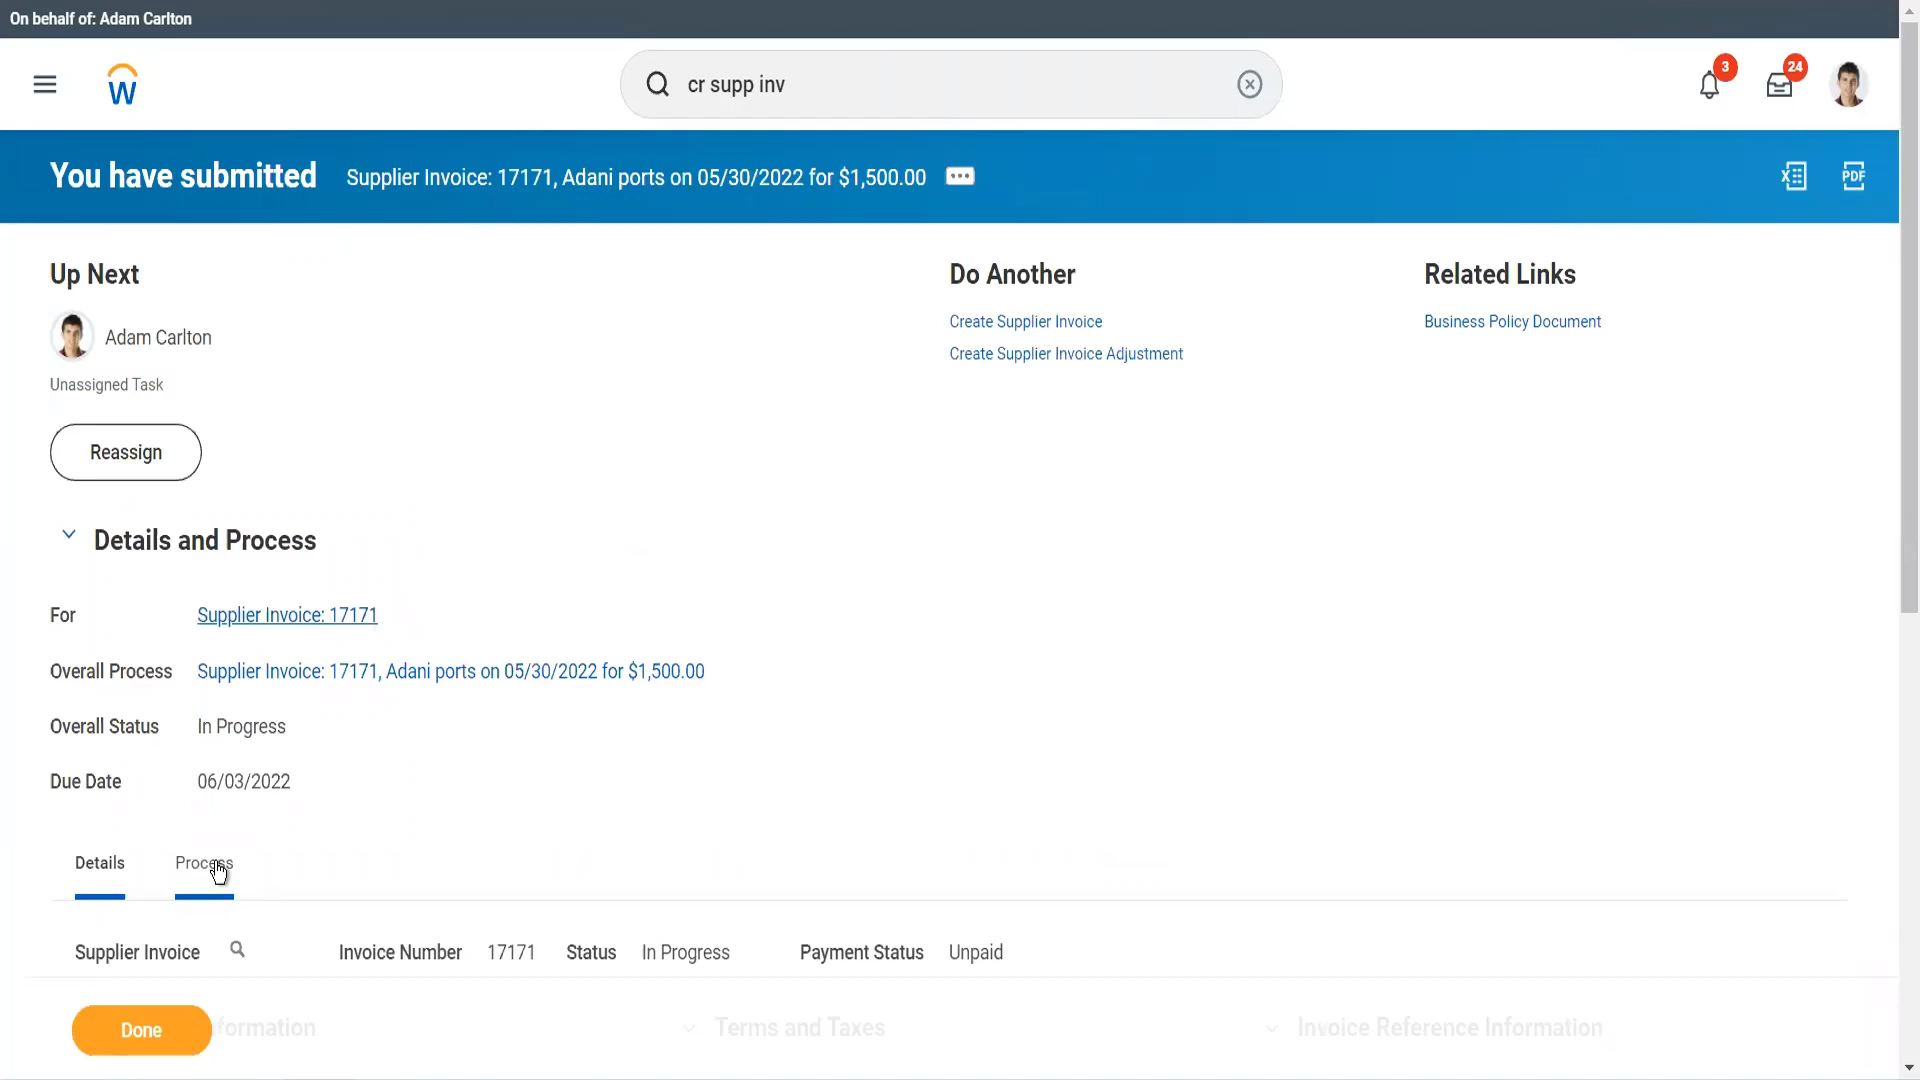 On behalf of: Adam Carlton
W
cr supp inv
3
24
You have submitted Supplier Invoice: 17171, Adani ports on 05/30/2022 for $1,500.00
X
PDF
Up Next
Do Another
Related Links
Adam Carlton
Create Supplier Invoice
Business Policy Document
Create Supplier Invoice Adjustment
Unassigned Task
Reassign
Details and Process
For Supplier Invoice: 17171
Overall Process Supplier Invoice: 17171, Adani ports on 05/30/2022 for $1,500.00
Overall Status In Progress
Due Date 06/03/2022
Details Process
Supplier Invoice Invoice Number 17171 Status In Progress Payment Status Unpaid
Done formation Terms and Taxes Invoice Reference Information